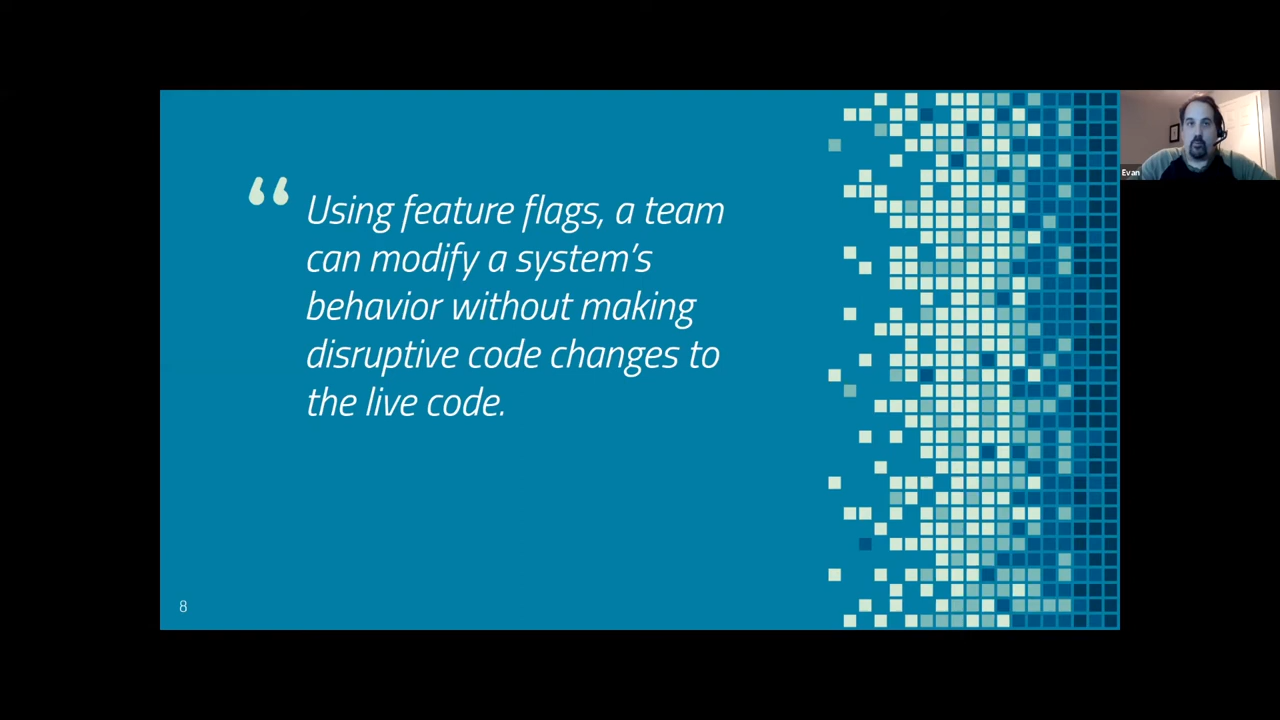 “ Using feature flags, a team
can modify a system’s
behavior without making
disruptive code changes to
the live code.
8
Evan